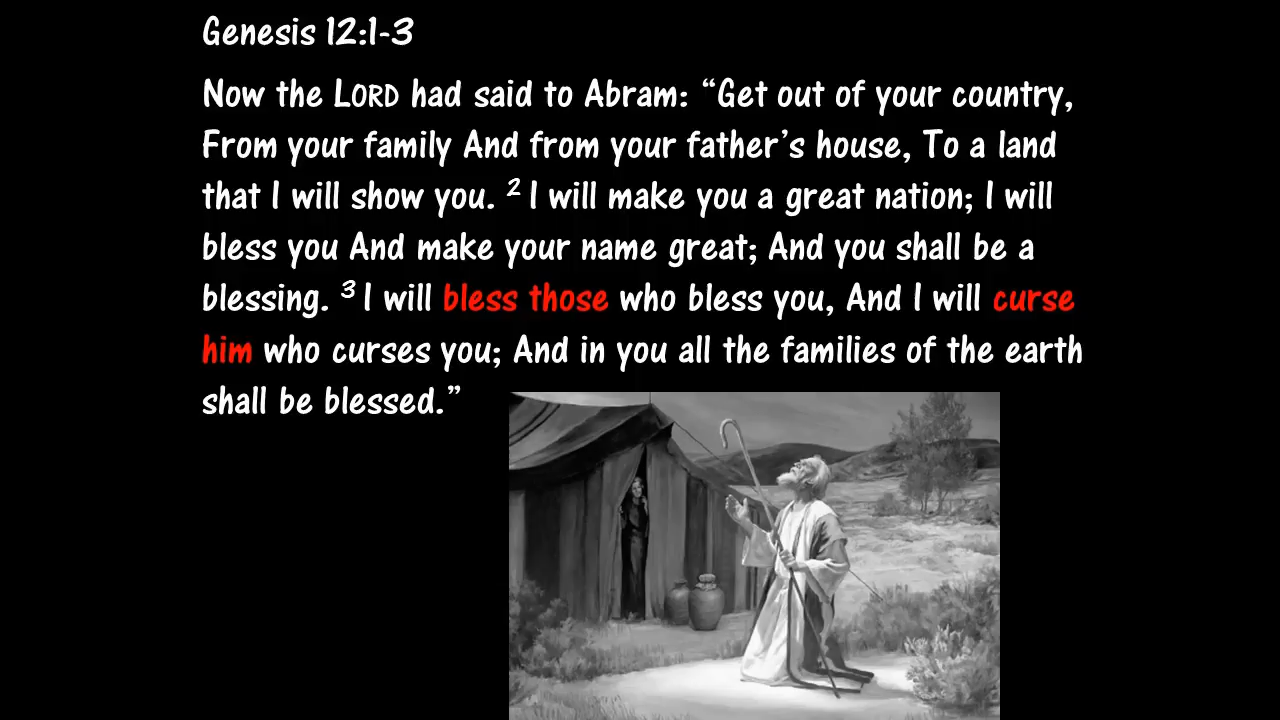 Genesis 12:1-3
Now the LORD had said to Abram: “Get out of your country,
From your family And from your father’s house, To a land
that I will show you. ² I will make you a great nation; I will
bless you And make your name great; And you shall be a
blessing. ³ I will bless those who bless you, And I will curse
him who curses you; And in you all the families of the earth
shall be blessed.”